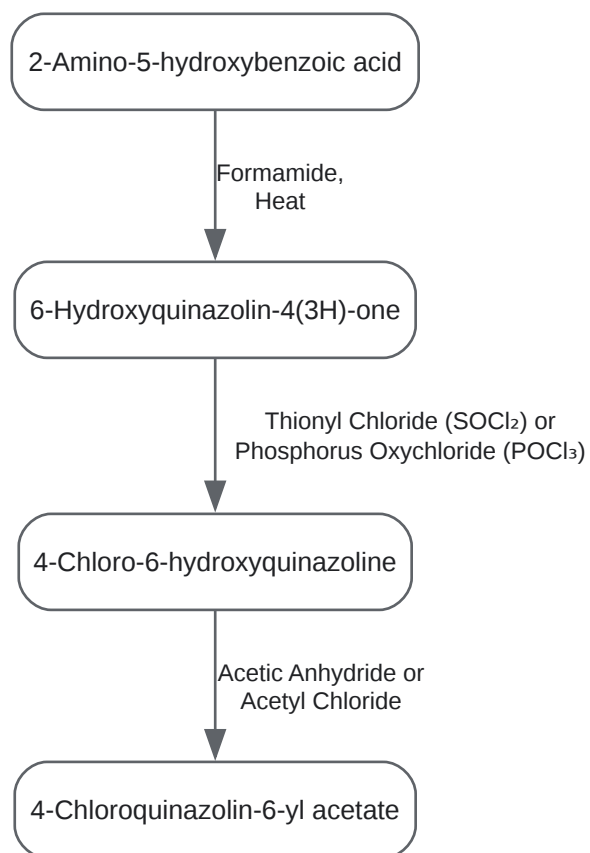 2-Amino-5-hydroxybenzoic acid
Formamide,
Heat
6-Hydroxyquinazolin-4(3H)-one
Thionyl Chloride (SOCl₂) or
Phosphorus Oxychloride (POCl₃)
4-Chloro-6-hydroxyquinazoline
Acetic Anhydride or
Acetyl Chloride
4-Chloroquinazolin-6-yl acetate